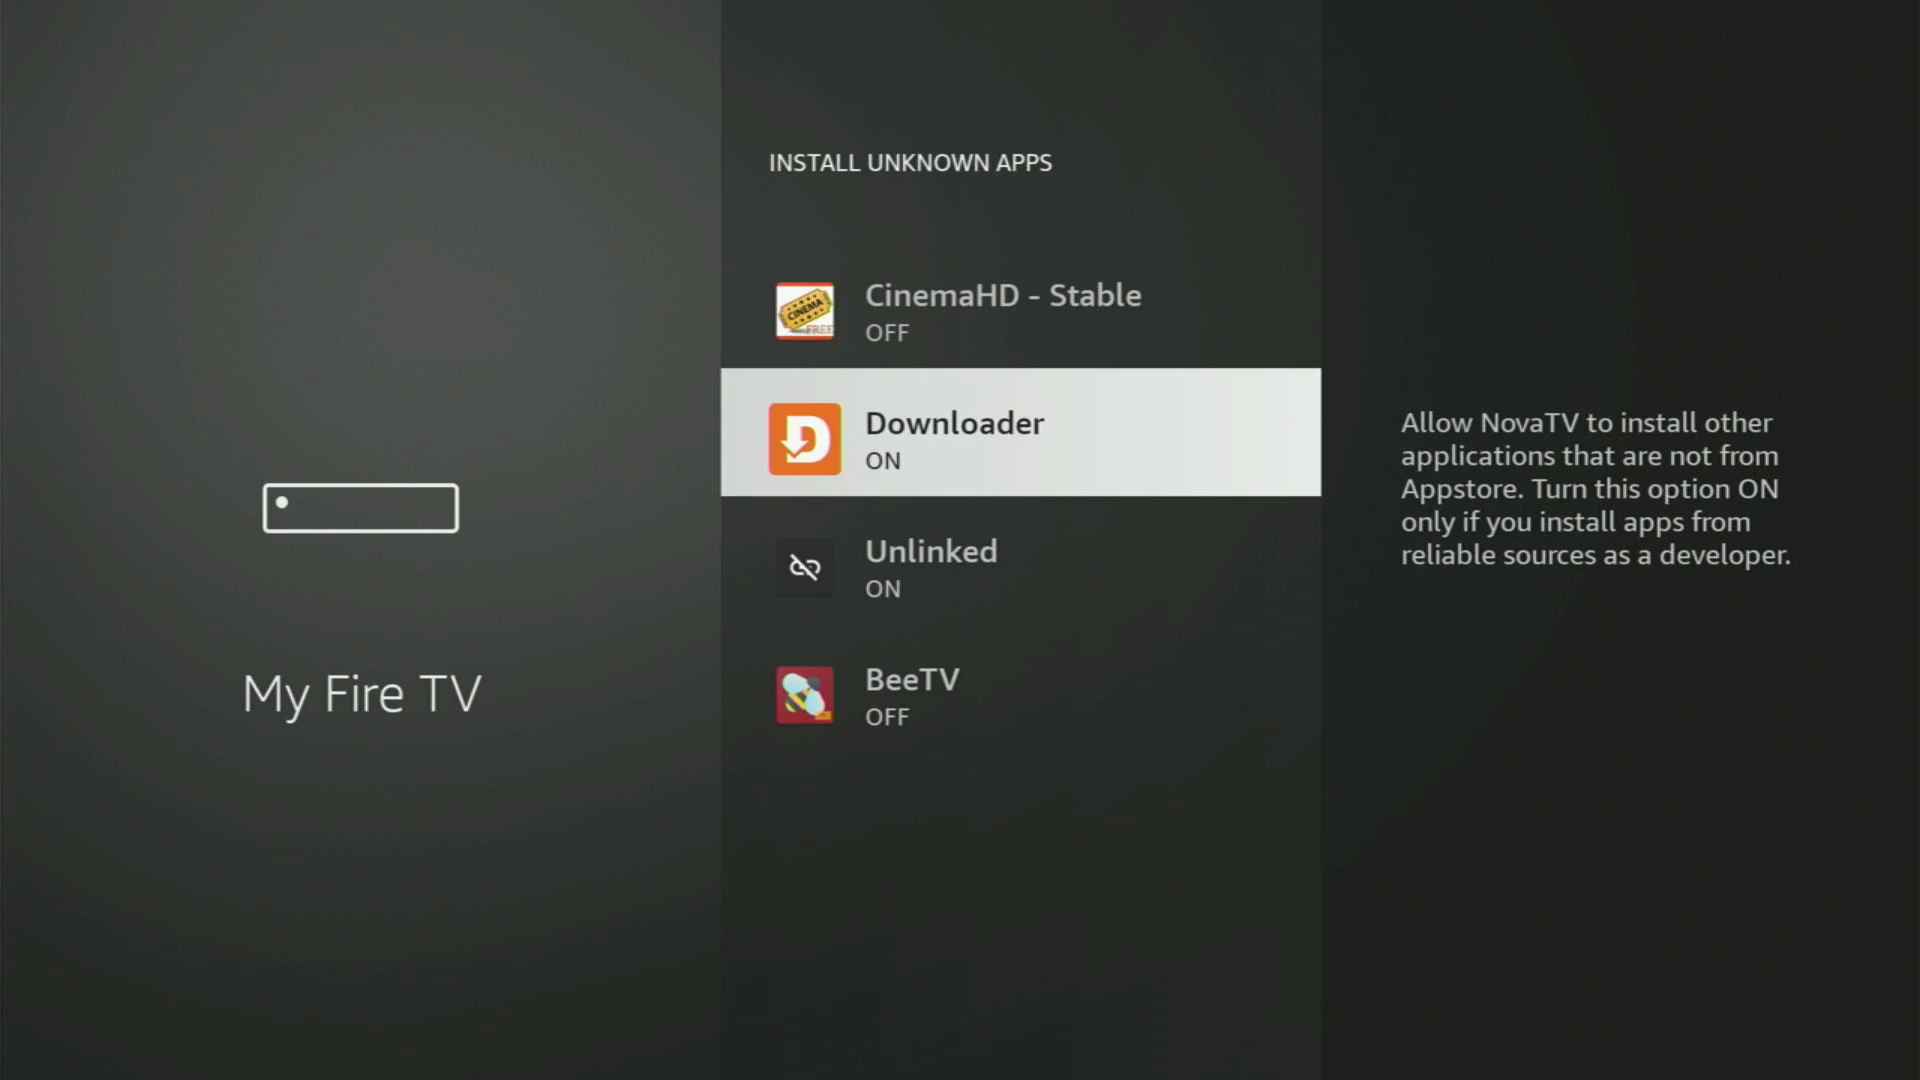 INSTALL UNKNOWN APPS
CINEMA
FREE
CinemaHD - Stable
OFF
D
Downloader
ON
Unlinked
ON
BeeTV
OFF
My Fire TV
Allow NovaTV to install other
applications that are not from
Appstore. Turn this option ON
only if you install apps from
reliable sources as a developer.